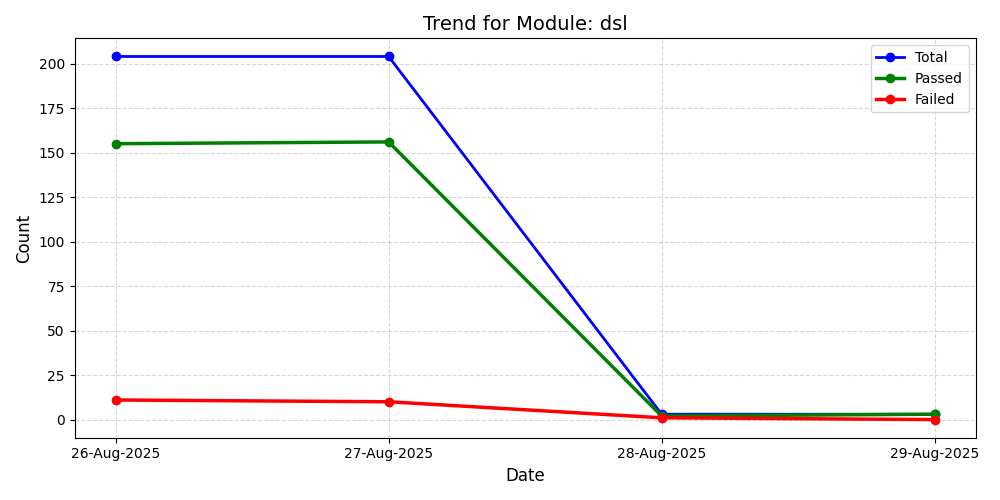 Trend for Module: dsl
Total
Passed
Failed
Count
200
175
150
125
100
75
50
25
0
26-Aug-2025
27-Aug-2025
28-Aug-2025
29-Aug-2025
Date